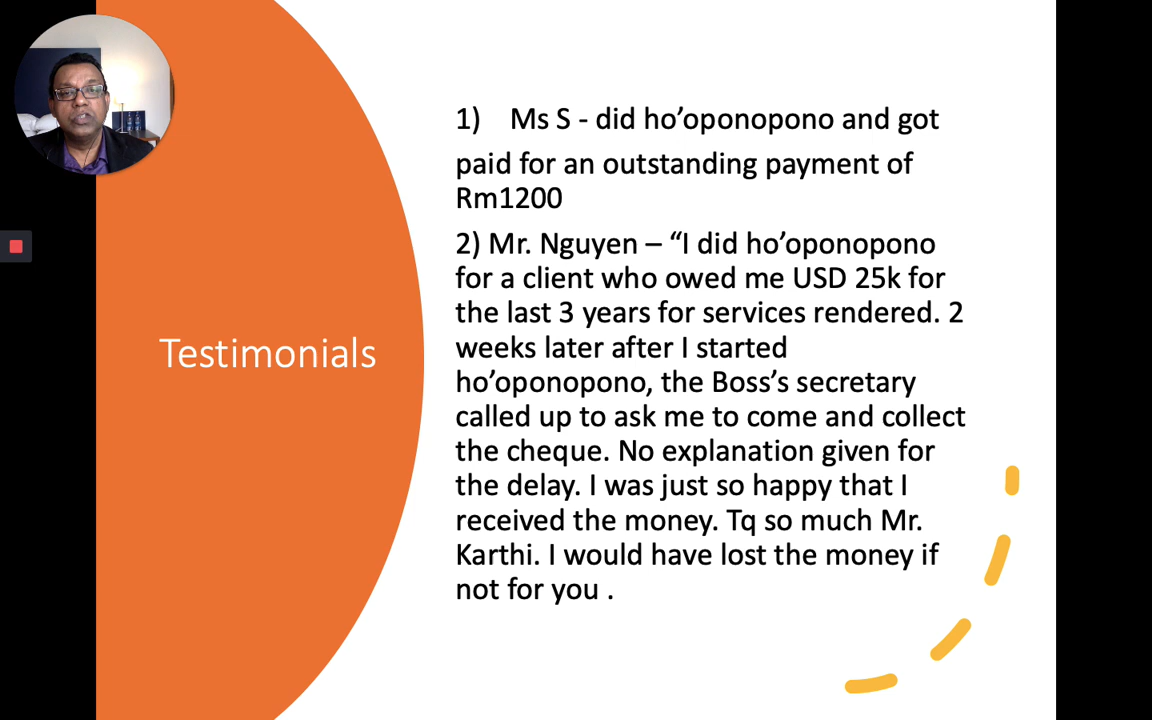 Testimonials
1) Ms S - did ho’oponopono and got
paid for an outstanding payment of
Rm1200
2) Mr. Nguyen – “I did ho’oponopono
for a client who owed me USD 25k for
the last 3 years for services rendered. 2
weeks later after I started
ho’oponopono, the Boss’s secretary
called up to ask me to come and collect
the cheque. No explanation given for
the delay. I was just so happy that I
received the money. Tq so much Mr.
Karthi. I would have lost the money if
not for you .